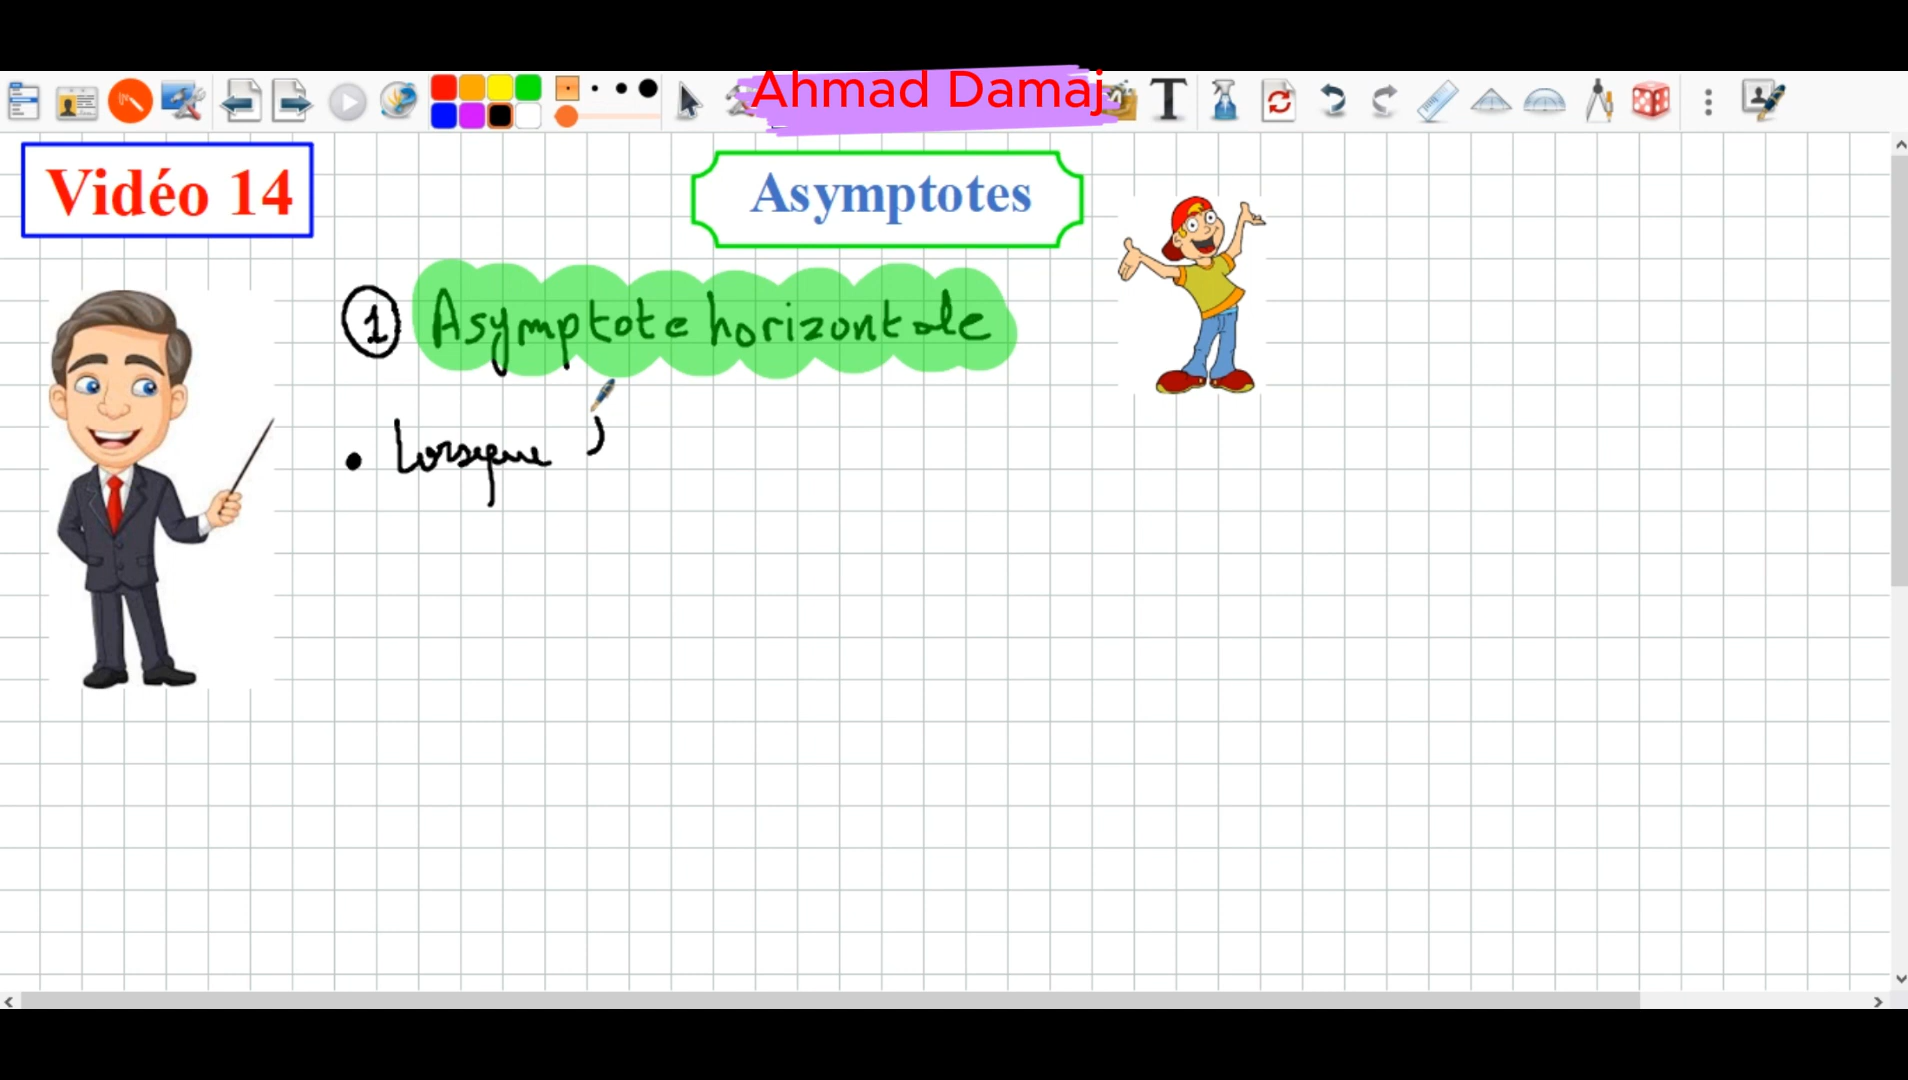 Ahmad Damaj
Vidéo 14
Asymptotes
1 Asymptote horizontale
• Lorsque